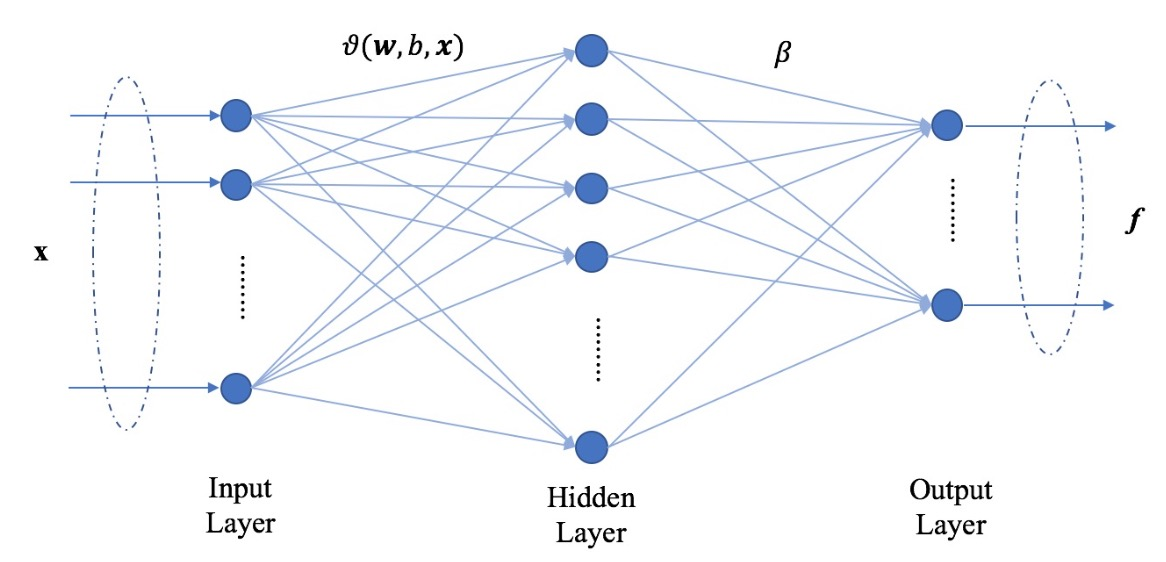 ϑ(w, b, x)
β
x
f
Input
Layer
Hidden
Layer
Output
Layer